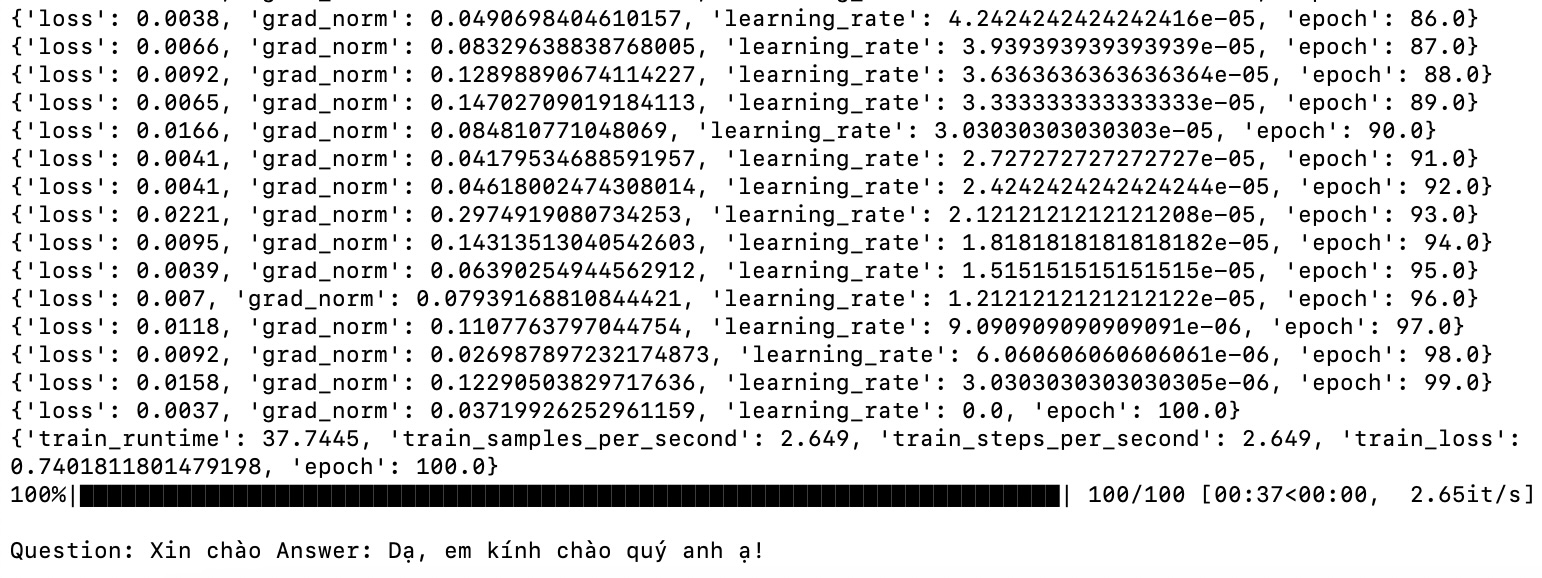 {'loss': 0.0038, 'grad_norm': 0.0490698404610157, 'learning_rate': 4.2424242424242416e-05, 'epoch': 86.0}
{'loss': 0.0066, 'grad_norm': 0.08329638838768005, 'learning_rate': 3.939393939393939e-05, 'epoch': 87.0}
{'loss': 0.0092, 'grad_norm': 0.12898890674114227, 'learning_rate': 3.6363636363636364e-05, 'epoch': 88.0}
{'loss': 0.0065, 'grad_norm': 0.14702709019184113, 'learning_rate': 3.333333333333333e-05, 'epoch': 89.0}
{'loss': 0.0166, 'grad_norm': 0.084810771048069, 'learning_rate': 3.03030303030303e-05, 'epoch': 90.0}
{'loss': 0.0041, 'grad_norm': 0.04179534688591957, 'learning_rate': 2.727272727272727e-05, 'epoch': 91.0}
{'loss': 0.0041, 'grad_norm': 0.04618002474308014, 'learning_rate': 2.4242424242424244e-05, 'epoch': 92.0}
{'loss': 0.0221, 'grad_norm': 0.2974919080734253, 'learning_rate': 2.1212121212121208e-05, 'epoch': 93.0}
{'loss': 0.0095, 'grad_norm': 0.14313513040542603, 'learning_rate': 1.8181818181818182e-05, 'epoch': 94.0}
{'loss': 0.0039, 'grad_norm': 0.06390254944562912, 'learning_rate': 1.515151515151515e-05, 'epoch': 95.0}
{'loss': 0.007, 'grad_norm': 0.07939168810844421, 'learning_rate': 1.2121212121212122e-05, 'epoch': 96.0}
{'loss': 0.0118, 'grad_norm': 0.1107763797044754, 'learning_rate': 9.090909090909091e-06, 'epoch': 97.0}
{'loss': 0.0092, 'grad_norm': 0.026987897232174873, 'learning_rate': 6.060606060606061e-06, 'epoch': 98.0}
{'loss': 0.0158, 'grad_norm': 0.12290503829717636, 'learning_rate': 3.0303030303030305e-06, 'epoch': 99.0}
{'loss': 0.0037, 'grad_norm': 0.03719926252961159, 'learning_rate': 0.0, 'epoch': 100.0}
{'train_runtime': 37.7445, 'train_samples_per_second': 2.649, 'train_steps_per_second': 2.649, 'train_loss':
0.7401811801479198, 'epoch': 100.0}
100%| | 100/100 [00:37<00:00, 2.65it/s]
Question: Xin chào Answer: Dạ, em kính chào quý anh ạ!